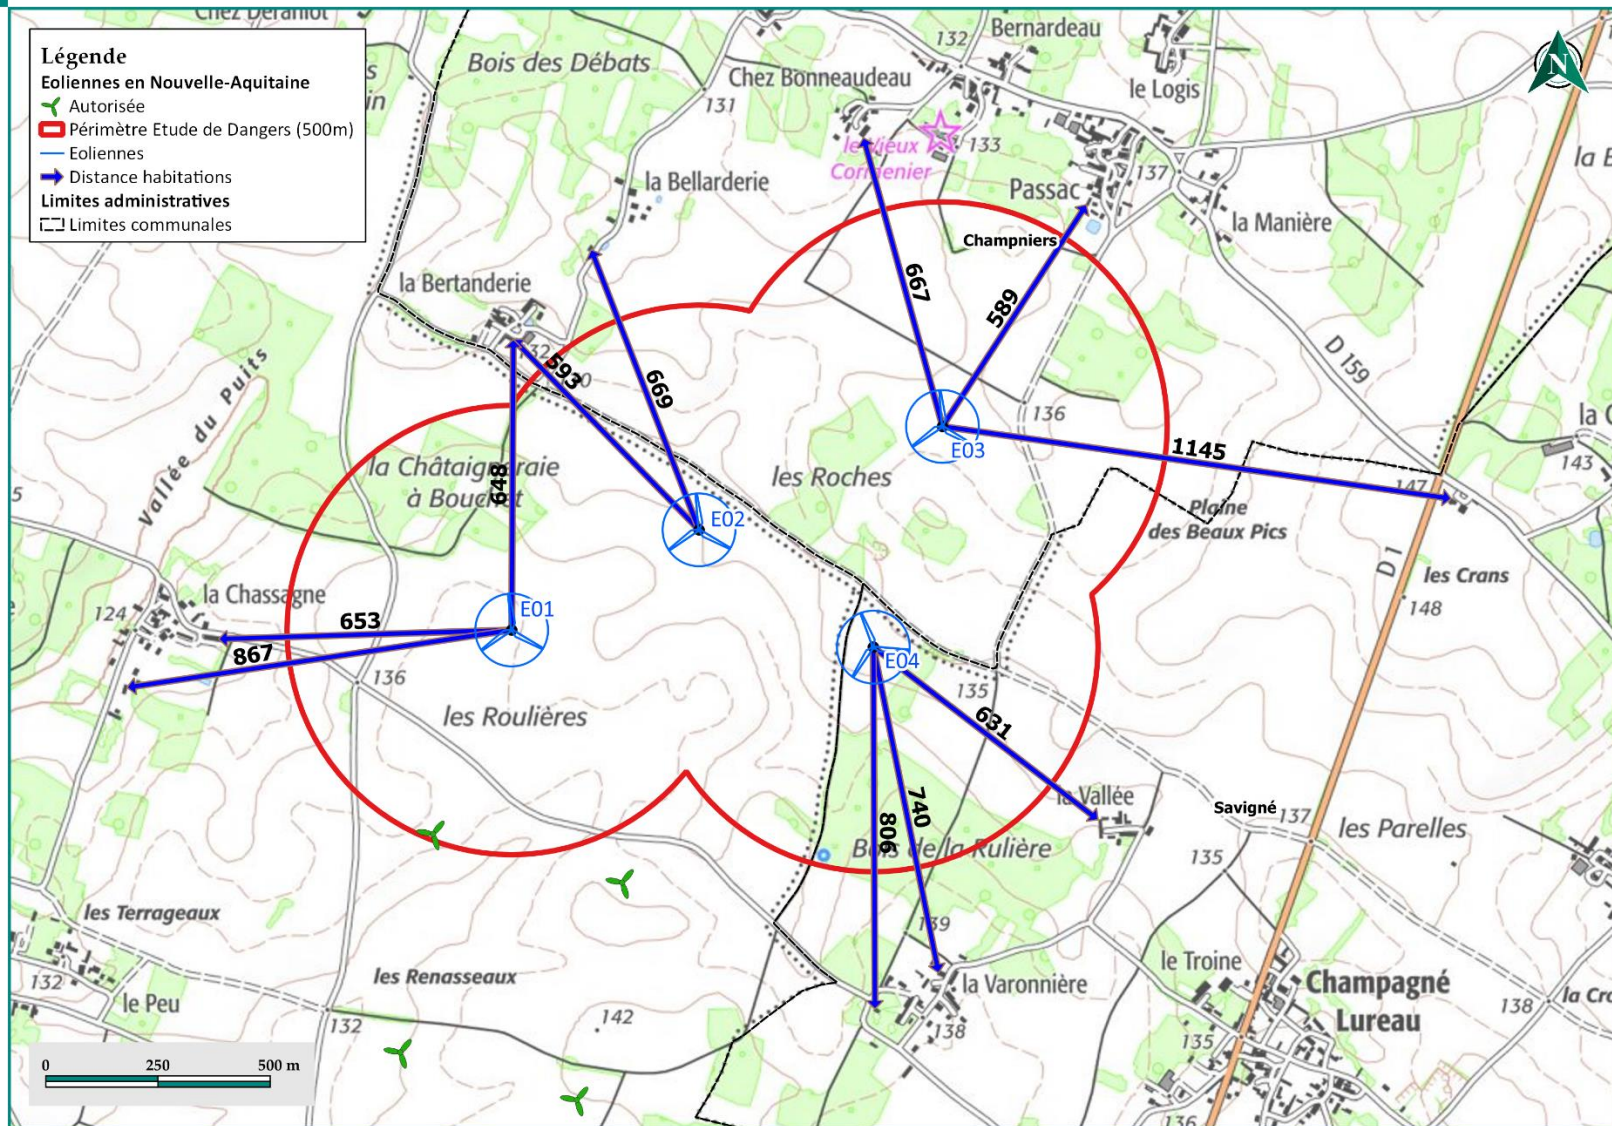 Chez Deraniot
Légende
Eoliennes en Nouvelle-Aquitaine
Autorisée
Périmètre Etude de Dangers (500m)
Eoliennes
Distance habitations
Limites administratives
Limites communales
Bois des Débats
131
132
Bernardeau
Chez Bonneaudeau
le Logis
N
le Vieux
Cormenier
133
137
la Bellarderie
Passac
la Manière
Champniers
la Bertanderie
132
593
669
667
589
D 159
Vallée du Puits
136
la Châtaigneraie
à Bouchet
648
les Roches
E03
1145
147
143
Plaine
des Beaux Pics
E02
D 1
les Crans
148
la Chassagne
124
653
867
E01
136
E04
135
631
les Roulières
la Vallée
740
806
Bois de la Rulière
Savigné
137
les Parelles
135
139
les Terrageaux
132
le Peu
les Renasseaux
142
132
la Varonnière
138
le Troine
Champagné
Lureau
138
135
136
0 250 500 m